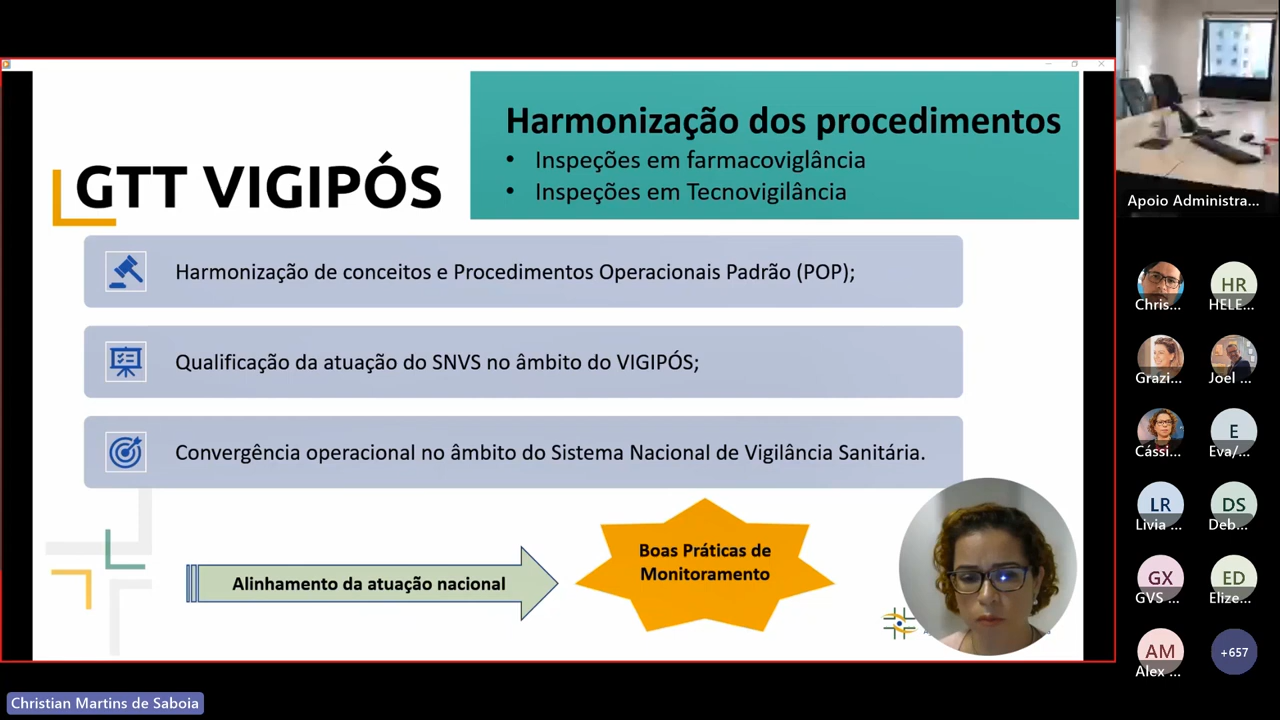 Harmonização dos procedimentos
• Inspeções em farmacoviglância
• Inspeções em Tecnovigilância
GTT VIGIPÓS
Harmonização de conceitos e Procedimentos Operacionais Padrão (POP);
Qualificação da atuação do SNVS no âmbito do VIGIPÓS;
Convergência operacional no âmbito do Sistema Nacional de Vigilância Sanitária.
Alinhamento da atuação nacional
Boas Práticas de
Monitoramento
Christian Martins de Saboia
Apoio Administra...
HR
Chris...
HELE...
Grazi...
Joel ...
E
Cássi...
Eva/...
LR
DS
Livia ...
Deb...
GX
ED
GVS ...
Elize...
AM
+657
Alex ...